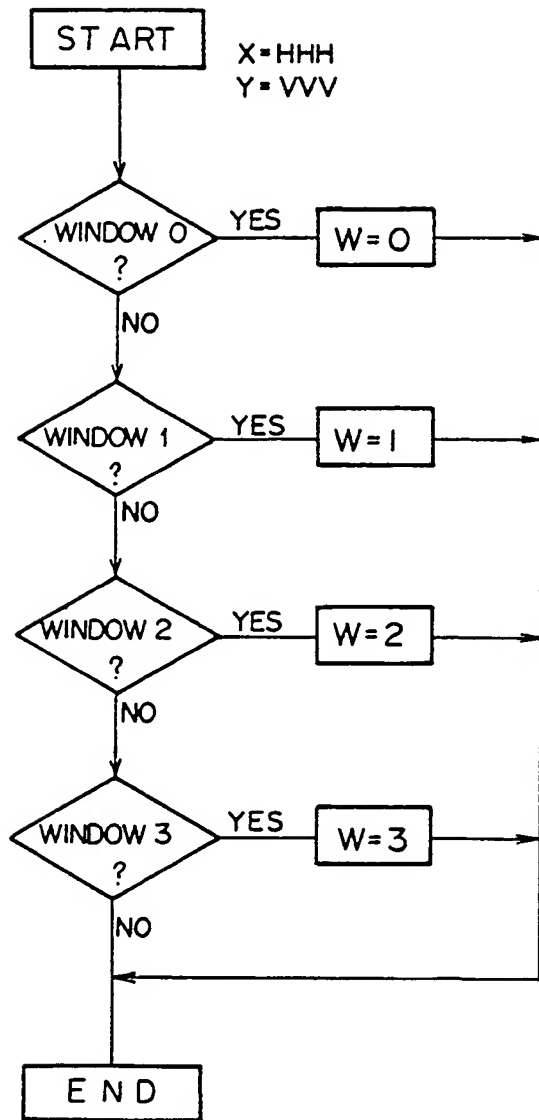 START
X=HHH
Y=VVV
WINDOW 0
?
YES
W=0
NO
WINDOW 1
?
YES
W=1
NO
WINDOW 2
?
YES
W=2
NO
WINDOW 3
?
YES
W=3
NO
END